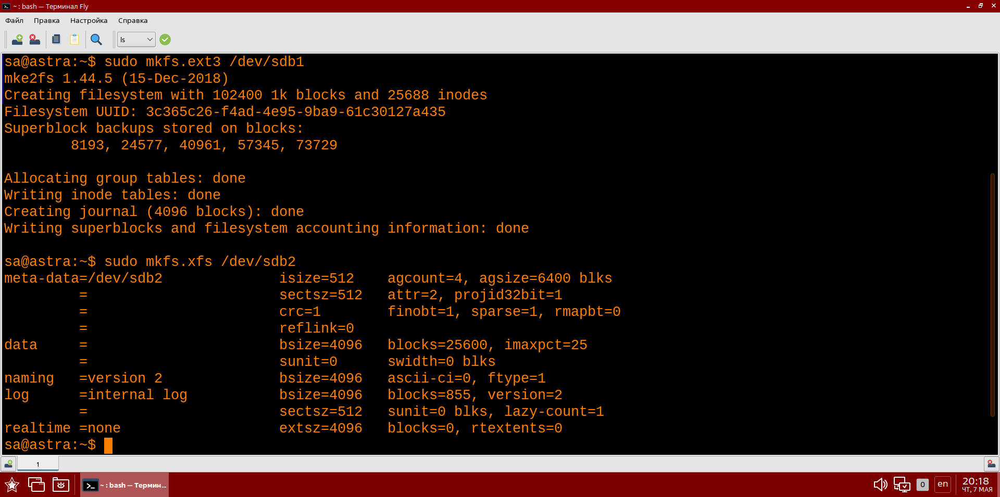 ~ : bash — Терминал Fly
Файл Правка Настройка Справка
ls
sa@astra:~$ sudo mkfs.ext3 /dev/sdb1
mke2fs 1.44.5 (15-Dec-2018)
Creating filesystem with 102400 1k blocks and 25688 inodes
Filesystem UUID: 3c365c26-f4ad-4e95-9ba9-61c30127a435
Superblock backups stored on blocks:
        8193, 24577, 40961, 57345, 73729
Allocating group tables: done
Writing inode tables: done
Creating journal (4096 blocks): done
Writing superblocks and filesystem accounting information: done
sa@astra:~$ sudo mkfs.xfs /dev/sdb2
meta-data=/dev/sdb2              isize=512    agcount=4, agsize=6400 blks
         =                       sectsz=512   attr=2, projid32bit=1
         =                       crc=1        finobt=1, sparse=1, rmapbt=0
         =                       reflink=0
data     =                       bsize=4096   blocks=25600, imaxpct=25
         =                       sunit=0      swidth=0 blks
naming   =version 2              bsize=4096   ascii-ci=0, ftype=1
log      =internal log           bsize=4096   blocks=855, version=2
         =                       sectsz=512   sunit=0 blks, lazy-count=1
realtime =none                   extsz=4096   blocks=0, rtextents=0
sa@astra:~$
1
~ : bash — Термин...
0
en
20:18
ЧТ, 7 МАЯ